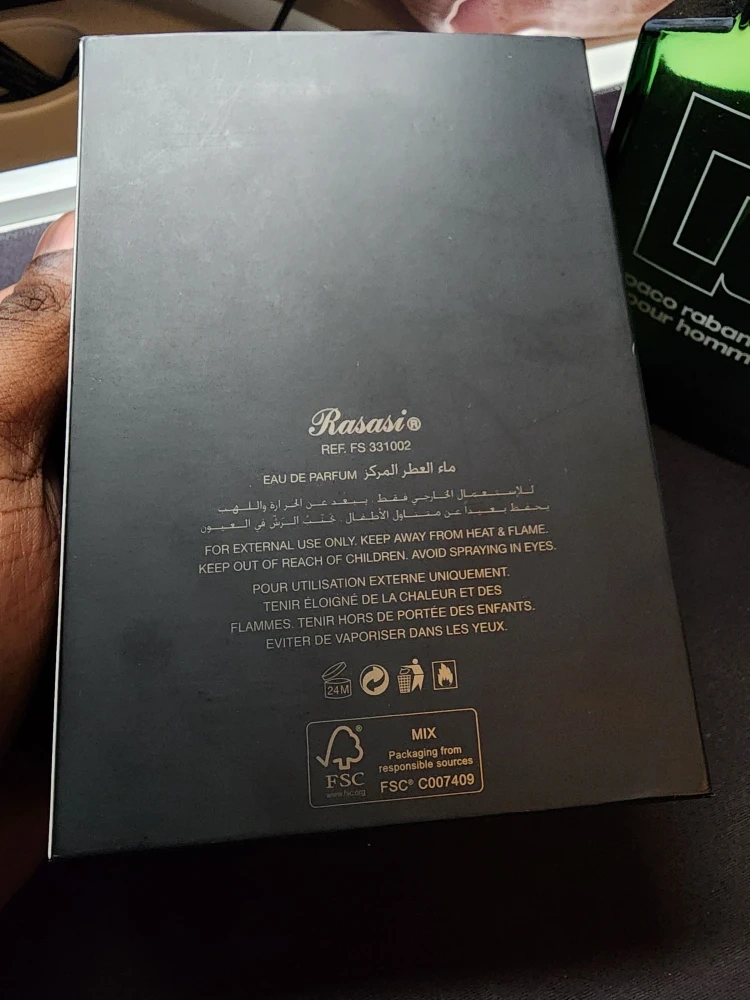 Rasasi®
REF. FS 331002
EAU DE PARFUM ماء العطر المركز
للإستعمال الخارجي فقط. يبعد عن الحرارة واللهب
يحفظ بعيداً عن متناول الأطفال. تجنب الرش في العيون
FOR EXTERNAL USE ONLY. KEEP AWAY FROM HEAT & FLAME.
KEEP OUT OF REACH OF CHILDREN. AVOID SPRAYING IN EYES.
POUR UTILISATION EXTERNE UNIQUEMENT.
TENIR ÉLOIGNÉ DE LA CHALEUR ET DES
FLAMMES. TENIR HORS DE PORTÉE DES ENFANTS.
EVITER DE VAPORISER DANS LES YEUX.
24M
FSC®
www.fsc.org
MIX
Packaging from
responsible sources
FSC® C007409
paco raban
pour homm